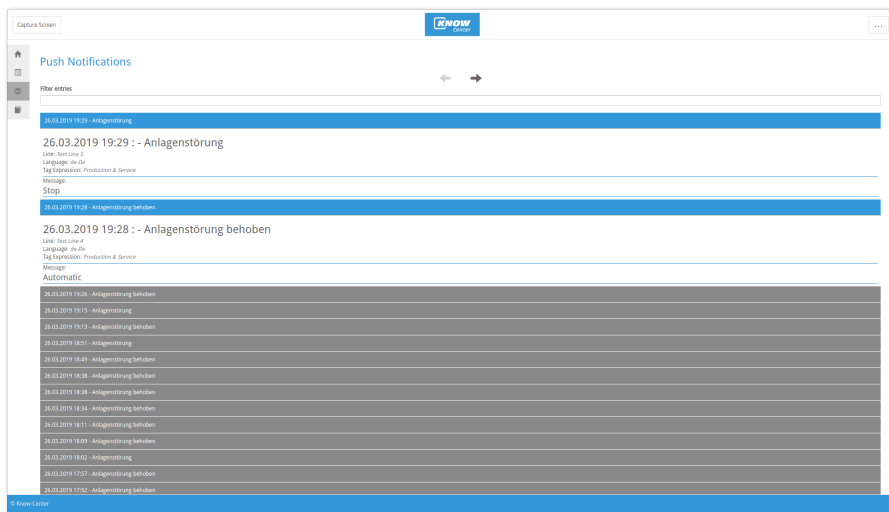 Capture Screen
KNOW
Center
...
Push Notifications
Filter entries
26.03.2019 19:29 - Anlagenstörung
26.03.2019 19:29 : - Anlagenstörung
Line: Test Line 5
Language: de-De
Tag Expression: Production & Service
Message:
Stop
26.03.2019 19:28 - Anlagenstörung behoben
26.03.2019 19:28 : - Anlagenstörung behoben
Line: Test Line 4
Language: de-De
Tag Expression: Production & Service
Message:
Automatic
26.03.2019 19:26 - Anlagenstörung behoben
26.03.2019 19:15 - Anlagenstörung
26.03.2019 19:13 - Anlagenstörung behoben
26.03.2019 18:51 - Anlagenstörung
26.03.2019 18:49 - Anlagenstörung behoben
26.03.2019 18:38 - Anlagenstörung behoben
26.03.2019 18:38 - Anlagenstörung behoben
26.03.2019 18:34 - Anlagenstörung behoben
26.03.2019 18:11 - Anlagenstörung behoben
26.03.2019 18:09 - Anlagenstörung behoben
26.03.2019 18:02 - Anlagenstörung
26.03.2019 17:57 - Anlagenstörung behoben
26.03.2019 17:52 - Anlagenstörung behoben
© Know-Center